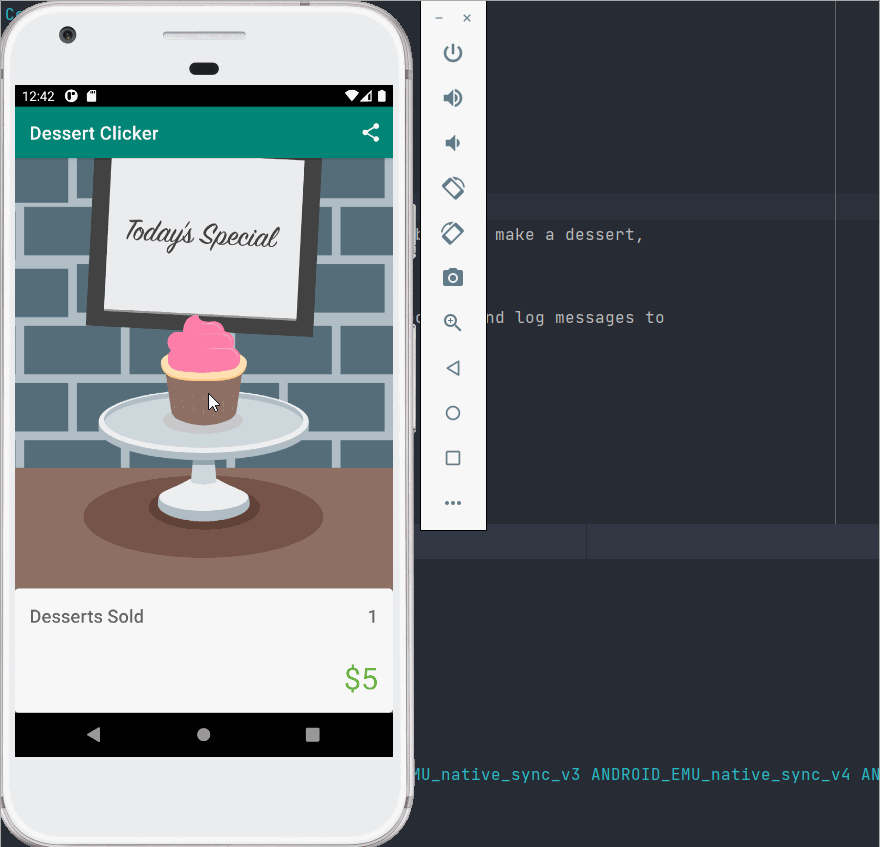 12:42
Dessert Clicker
Today's Special
make a dessert,
nd log messages to
Desserts Sold 1
$5
MU_native_sync_v3 ANDROID_EMU_native_sync_v4 AN